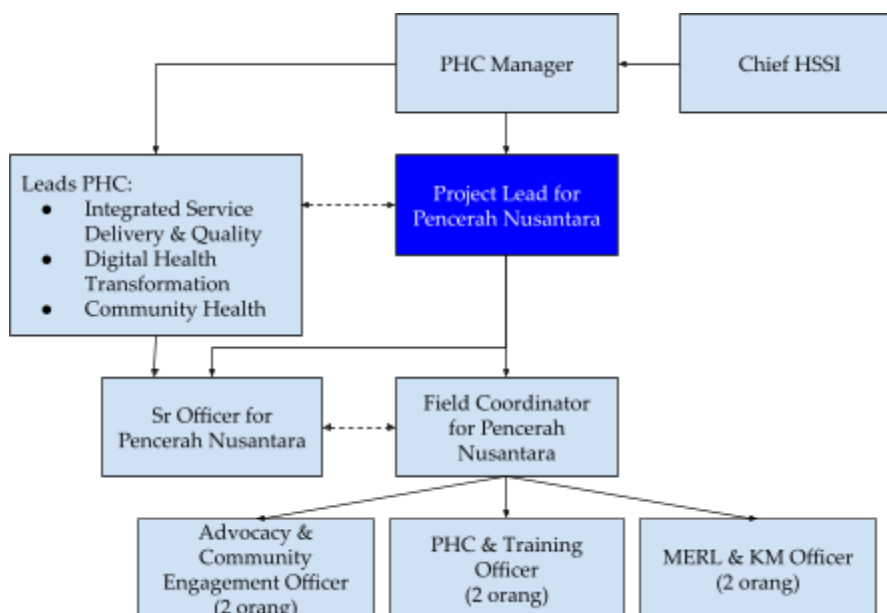 PHC Manager
Chief HSSI
Leads PHC:
● Integrated Service
Delivery & Quality
● Digital Health
Transformation
● Community Health
Project Lead for
Pencerah Nusantara
Sr Officer for
Pencerah Nusantara
Field Coordinator
for Pencerah
Nusantara
Advocacy &
Community
Engagement Officer
(2 orang)
PHC & Training
Officer
(2 orang)
MERL & KM Officer
(2 orang)